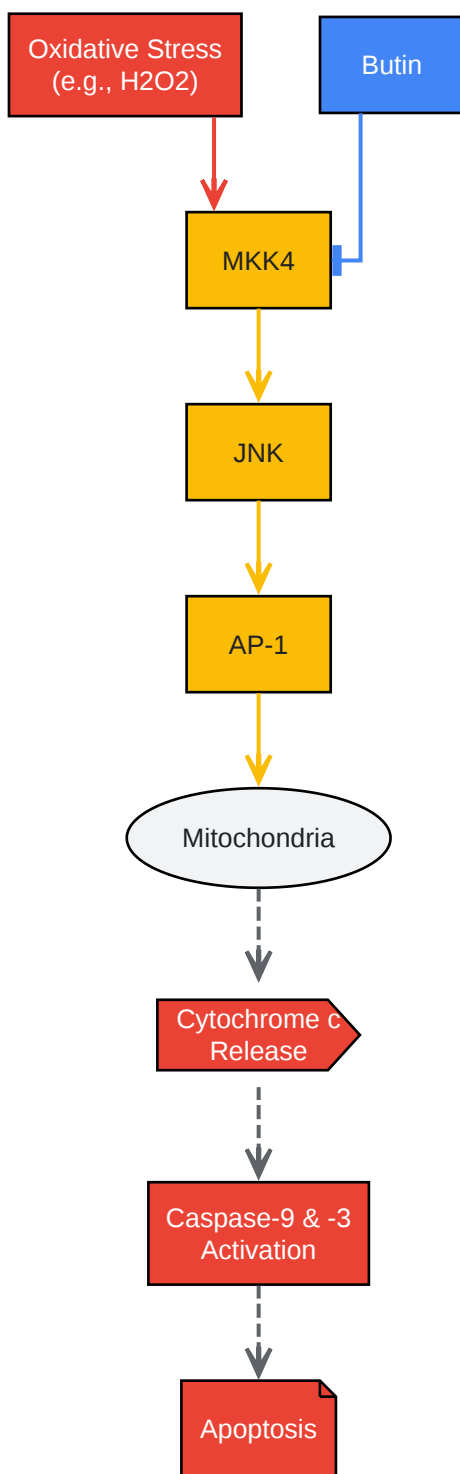 Oxidative Stress
(e.g., H2O2)
Butin
MKK4
JNK
AP-1
Mitochondria
Cytochrome c
Release
Caspase-9 & -3
Activation
Apoptosis